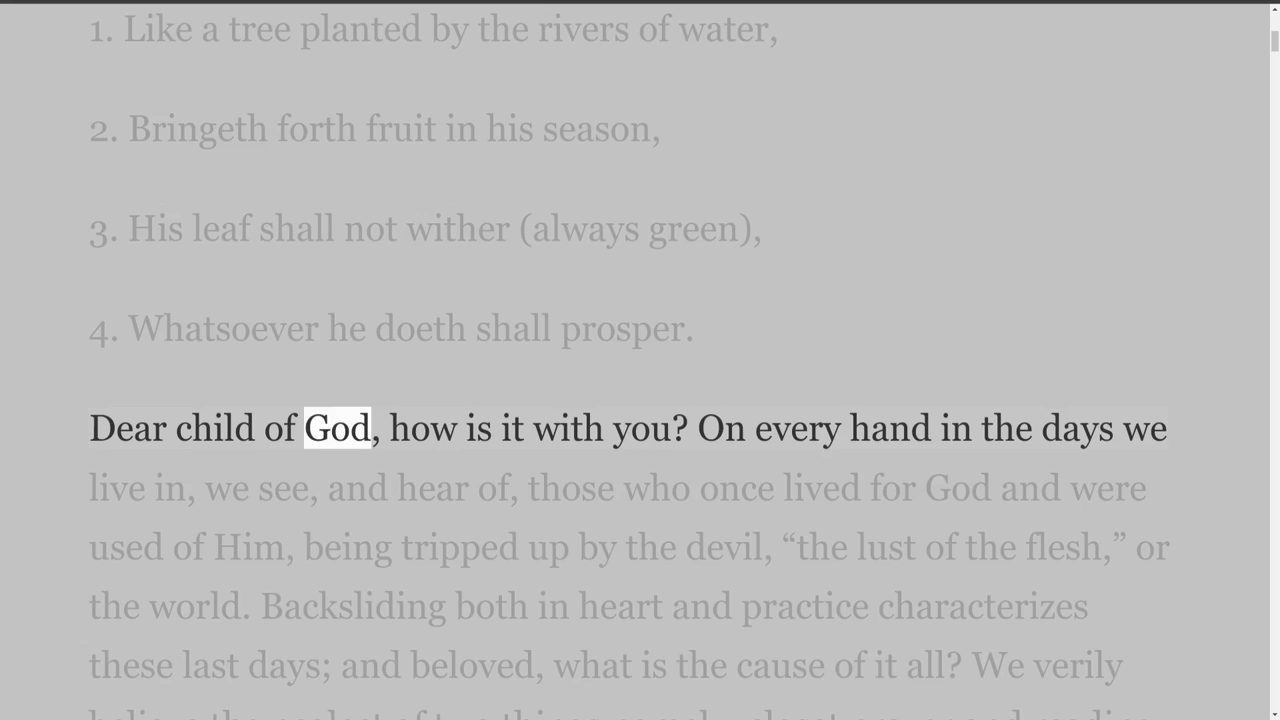 1. Like a tree planted by the rivers of water,
2. Bringeth forth fruit in his season,
3. His leaf shall not wither (always green),
4. Whatsoever he doeth shall prosper.
Dear child of God, how is it with you? On every hand in the days we
live in, we see, and hear of, those who once lived for God and were
used of Him, being tripped up by the devil, “the lust of the flesh,” or
the world. Backsliding both in heart and practice characterizes
these last days; and beloved, what is the cause of it all? We verily